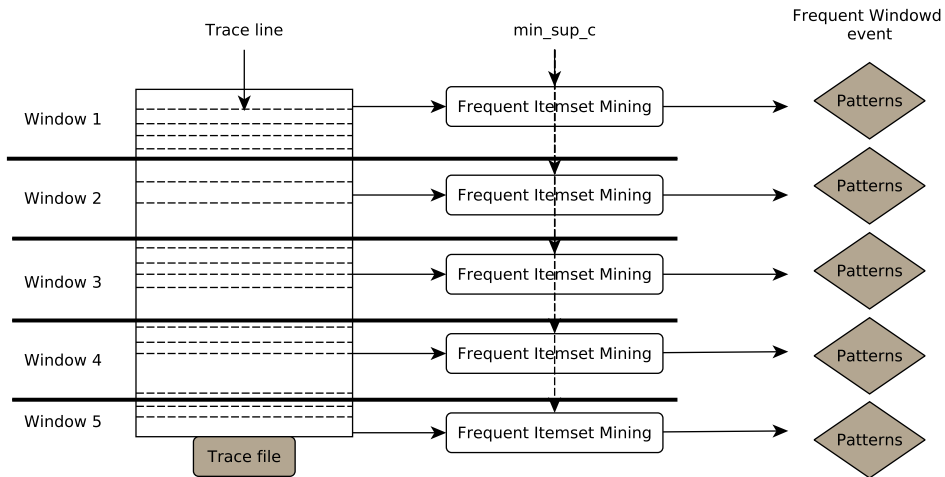 Trace line
min_sup_c
Frequent Windowd
event
Window 1
Frequent Itemset Mining
Patterns
Window 2
Frequent Itemset Mining
Patterns
Window 3
Frequent Itemset Mining
Patterns
Window 4
Frequent Itemset Mining
Patterns
Window 5
Frequent Itemset Mining
Patterns
Trace file